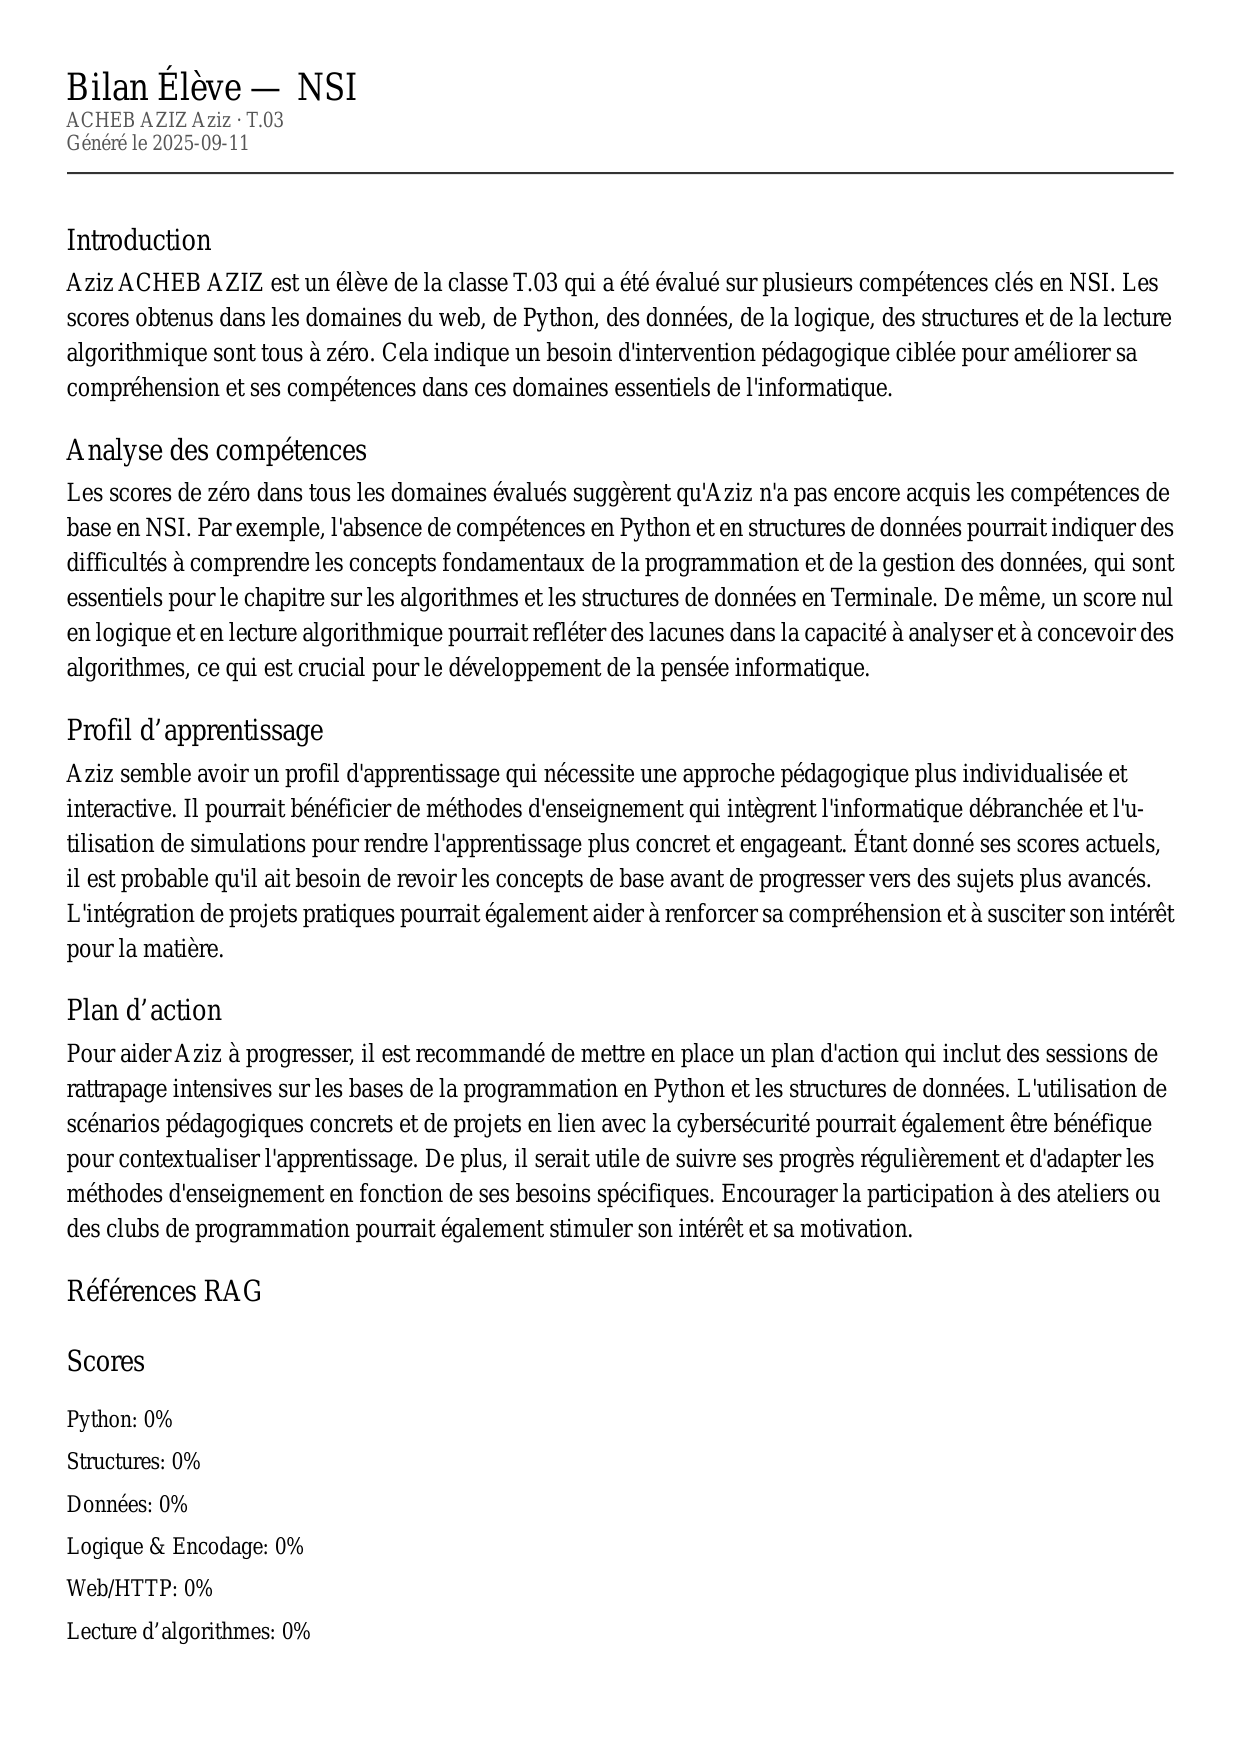 Bilan Élève — NSI
ACHEB AZIZ Aziz · T.03
Généré le 2025-09-11
Introduction
Aziz ACHEB AZIZ est un élève de la classe T.03 qui a été évalué sur plusieurs compétences clés en NSI. Les
scores obtenus dans les domaines du web, de Python, des données, de la logique, des structures et de la lecture
algorithmique sont tous à zéro. Cela indique un besoin d'intervention pédagogique ciblée pour améliorer sa
compréhension et ses compétences dans ces domaines essentiels de l'informatique.
Analyse des compétences
Les scores de zéro dans tous les domaines évalués suggèrent qu'Aziz n'a pas encore acquis les compétences de
base en NSI. Par exemple, l'absence de compétences en Python et en structures de données pourrait indiquer des
difficultés à comprendre les concepts fondamentaux de la programmation et de la gestion des données, qui sont
essentiels pour le chapitre sur les algorithmes et les structures de données en Terminale. De même, un score nul
en logique et en lecture algorithmique pourrait refléter des lacunes dans la capacité à analyser et à concevoir des
algorithmes, ce qui est crucial pour le développement de la pensée informatique.
Profil d’apprentissage
Aziz semble avoir un profil d'apprentissage qui nécessite une approche pédagogique plus individualisée et
interactive. Il pourrait bénéficier de méthodes d'enseignement qui intègrent l'informatique débranchée et l'u-
tilisation de simulations pour rendre l'apprentissage plus concret et engageant. Étant donné ses scores actuels,
il est probable qu'il ait besoin de revoir les concepts de base avant de progresser vers des sujets plus avancés.
L'intégration de projets pratiques pourrait également aider à renforcer sa compréhension et à susciter son intérêt
pour la matière.
Plan d’action
Pour aider Aziz à progresser, il est recommandé de mettre en place un plan d'action qui inclut des sessions de
rattrapage intensives sur les bases de la programmation en Python et les structures de données. L'utilisation de
scénarios pédagogiques concrets et de projets en lien avec la cybersécurité pourrait également être bénéfique
pour contextualiser l'apprentissage. De plus, il serait utile de suivre ses progrès régulièrement et d'adapter les
méthodes d'enseignement en fonction de ses besoins spécifiques. Encourager la participation à des ateliers ou
des clubs de programmation pourrait également stimuler son intérêt et sa motivation.
Références RAG
Scores
Python: 0%
Structures: 0%
Données: 0%
Logique & Encodage: 0%
Web/HTTP: 0%
Lecture d’algorithmes: 0%